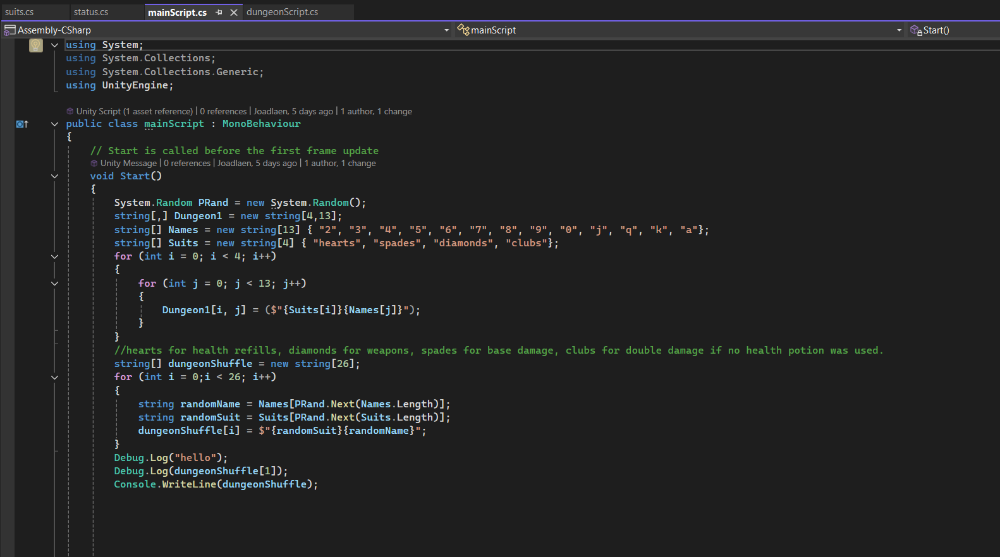 suits.cs status.cs mainScript.cs dungeonScript.cs
Assembly-CSharp mainScript Start()
using System;
using System.Collections;
using System.Collections.Generic;
using UnityEngine;
Unity Script (1 asset reference) | 0 references | Joadlaen, 5 days ago | 1 author, 1 change
public class mainScript : MonoBehaviour
{
// Start is called before the first frame update
Unity Message | 0 references | Joadlaen, 5 days ago | 1 author, 1 change
void Start()
{
System.Random PRand = new System.Random();
string[,] Dungeon1 = new string[4,13];
string[] Names = new string[13] { "2", "3", "4", "5", "6", "7", "8", "9", "0", "j", "q", "k", "a"};
string[] Suits = new string[4] { "hearts", "spades", "diamonds", "clubs"};
for (int i = 0; i < 4; i++)
{
for (int j = 0; j < 13; j++)
{
Dungeon1[i, j] = ($"{Suits[i]}{Names[j]}");
}
}
//hearts for health refills, diamonds for weapons, spades for base damage, clubs for double damage if no health potion was used.
string[] dungeonShuffle = new string[26];
for (int i = 0;i < 26; i++)
{
string randomName = Names[PRand.Next(Names.Length)];
string randomSuit = Suits[PRand.Next(Suits.Length)];
dungeonShuffle[i] = $"{randomSuit}{randomName}";
}
Debug.Log("hello");
Debug.Log(dungeonShuffle[1]);
Console.WriteLine(dungeonShuffle);